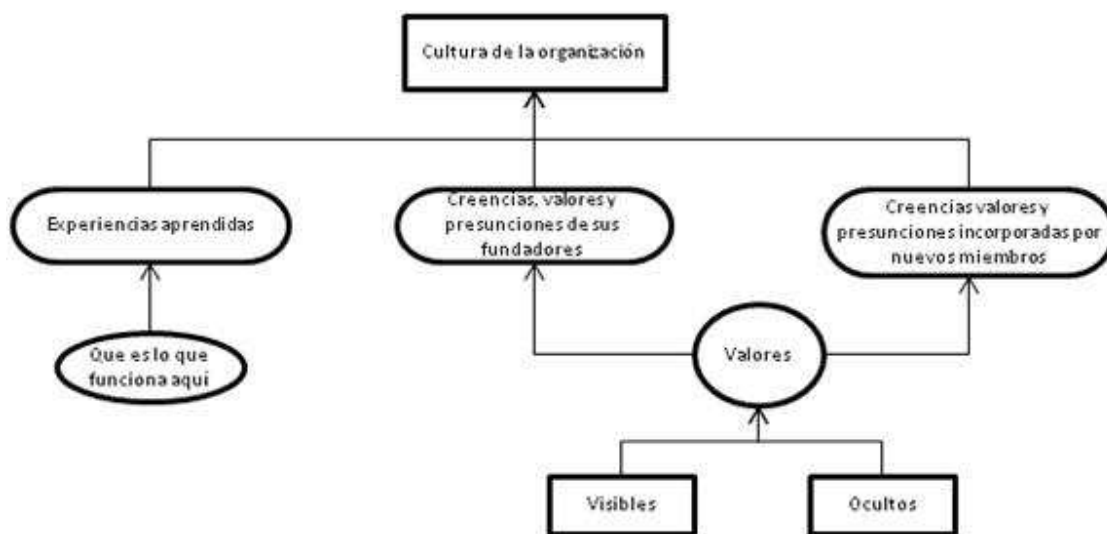 Cultura de la organización
Experiencias aprendidas
Creencias, valores y
presunciones de sus
fundadores
Creencias valores y
presunciones incorporadas por
nuevos miembros
Que es lo que
funciona aquí
Valores
Visibles
Ocultos